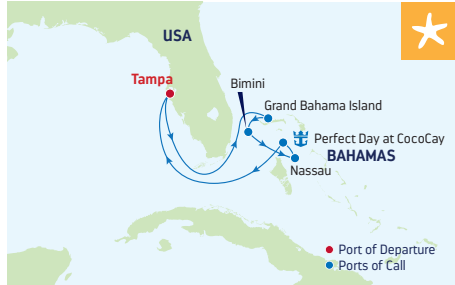 USA
Tampa
Bimini
Grand Bahama Island
Perfect Day at CocoCay
BAHAMAS
Nassau
Port of Departure
Ports of Call